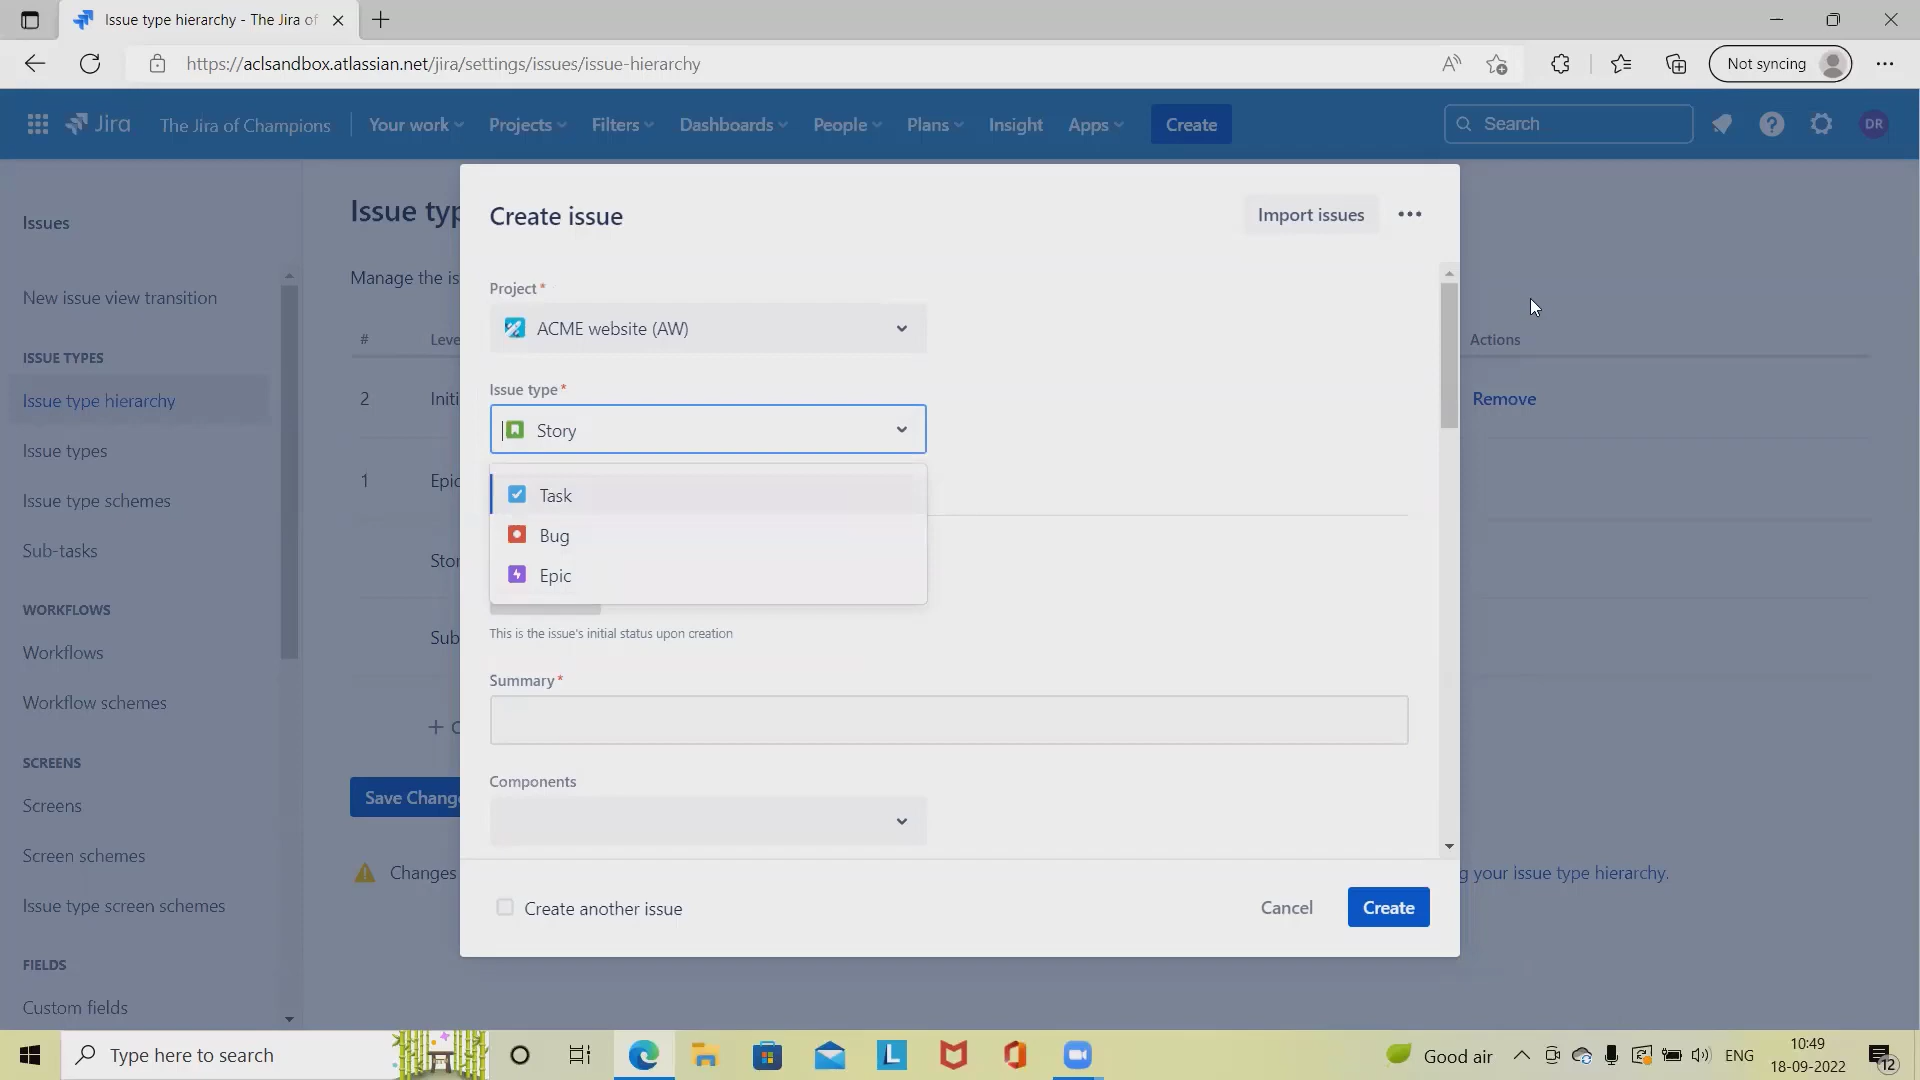 Issue type hierarchy - The Jira of
https://aclsandbox.atlassian.net/jira/settings/issues/issue-hierarchy
Not syncing
Jira
The Jira of Champions
Your work
Projects
Filters
Dashboards
People
Plans
Insight
Apps
Create
Search
DR
Issues
New issue view transition
ISSUE TYPES
Issue type hierarchy
Issue types
Issue type schemes
Sub-tasks
WORKFLOWS
Workflows
Workflow schemes
SCREENS
Screens
Screen schemes
Issue type screen schemes
FIELDS
Custom fields
Issue typ
Manage the is
# Leve
Actions
2 Initi
Remove
1 Epic
Stor
Sub
+ C
Save Change
Changes
g your issue type hierarchy.
Create issue
Import issues
Project *
ACME website (AW)
Issue type *
Story
Task
Bug
Epic
This is the issue's initial status upon creation
Summary *
Components
Create another issue
Cancel
Create
Type here to search
Good air
ENG
10:49
18-09-2022
12